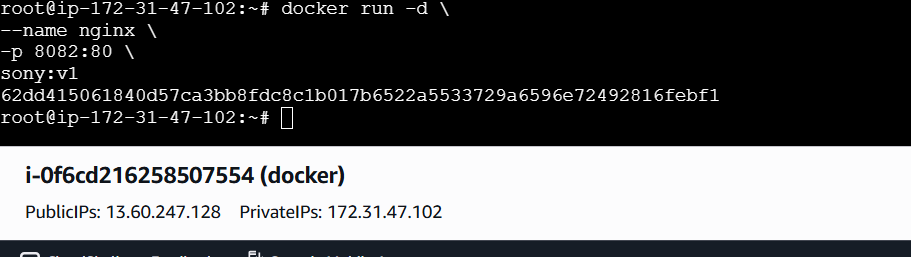 root@ip-172-31-47-102:~# docker run -d \
--name nginx \
-p 8082:80 \
sony:v1
62dd415061840d57ca3bb8fdc8c1b017b6522a5533729a6596e72492816febf1
root@ip-172-31-47-102:~#
i-0f6cd216258507554 (docker)
PublicIPs: 13.60.247.128 PrivateIPs: 172.31.47.102